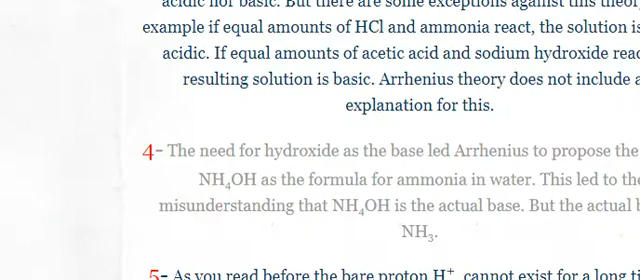 acidic nor basic. But there are some exceptions against this
example if equal amounts of HCl and ammonia react, the solution is
acidic. If equal amounts of acetic acid and sodium hydroxide
resulting solution is basic. Arrhenius theory does not include
explanation for this.
4- The need for hydroxide as the base led Arrhenius to propose the
NH₄OH as the formula for ammonia in water. This led to the
misunderstanding that NH₄OH is the actual base. But the actual
NH₃.
5- As you read before the bare proton H⁺ cannot exist for a long